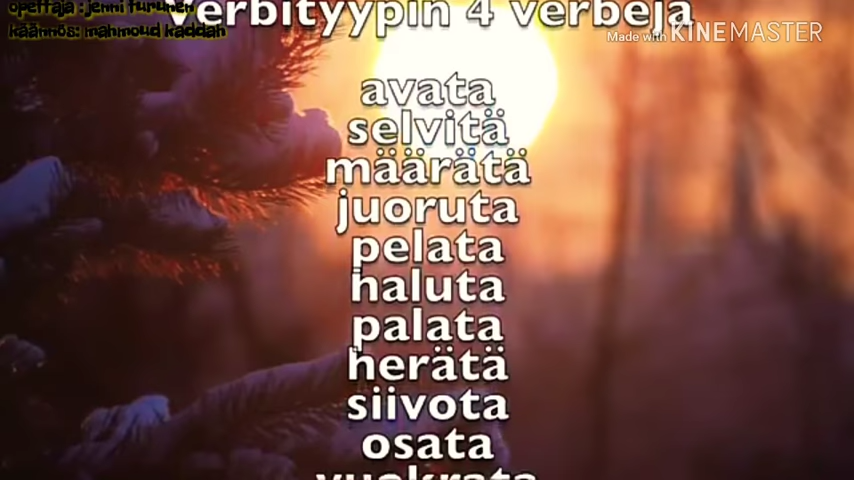 opettaja : jenni turunen
käännös: mahmoud kaddah
Verbityypin 4 verbejä
Made with KINEMASTER
avata
selvitä
määrätä
juoruta
pelata
haluta
palata
herätä
siivota
osata
vuokrata